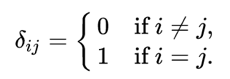 δij = { 0 if i ≠ j,
1 if i = j.